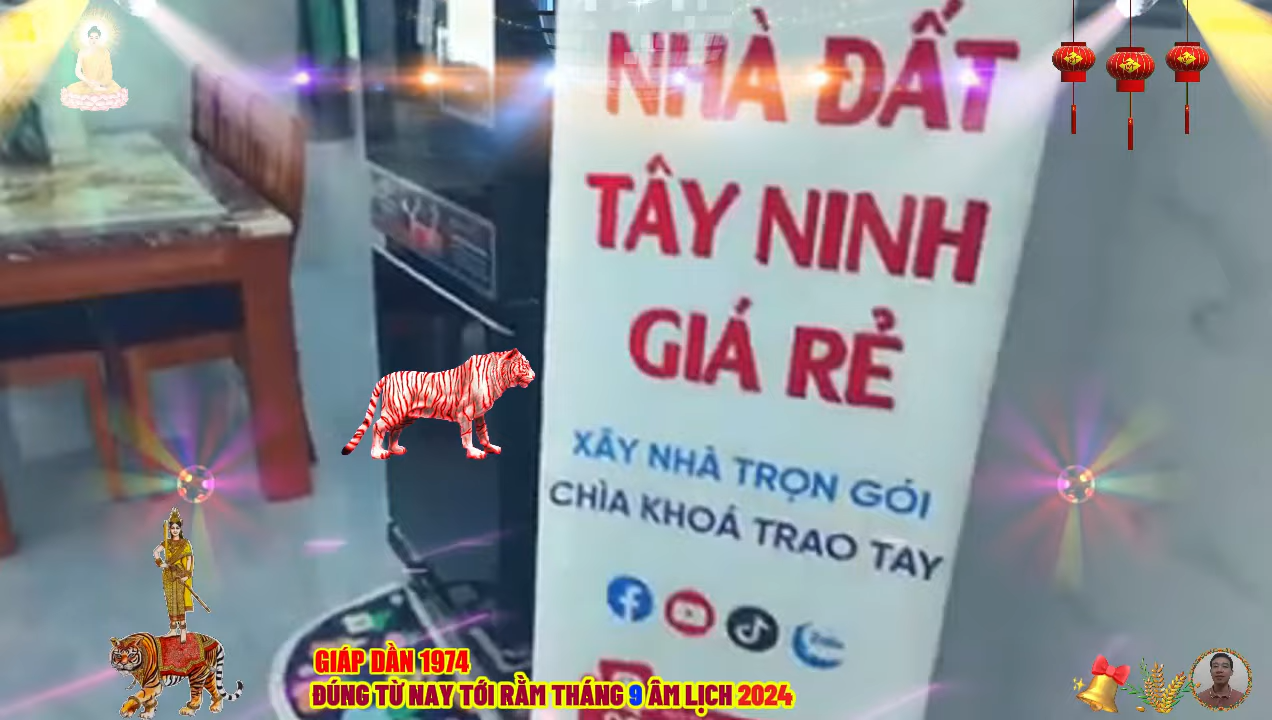 NHÀ ĐẤT
TÂY NINH
GIÁ RẺ
XÂY NHÀ TRỌN GÓI
CHÌA KHOÁ TRAO TAY
Zalo
GIÁP DẦN 1974
ĐÚNG TỪ NAY TỚI RẰM THÁNG 9 ÂM LỊCH 2024